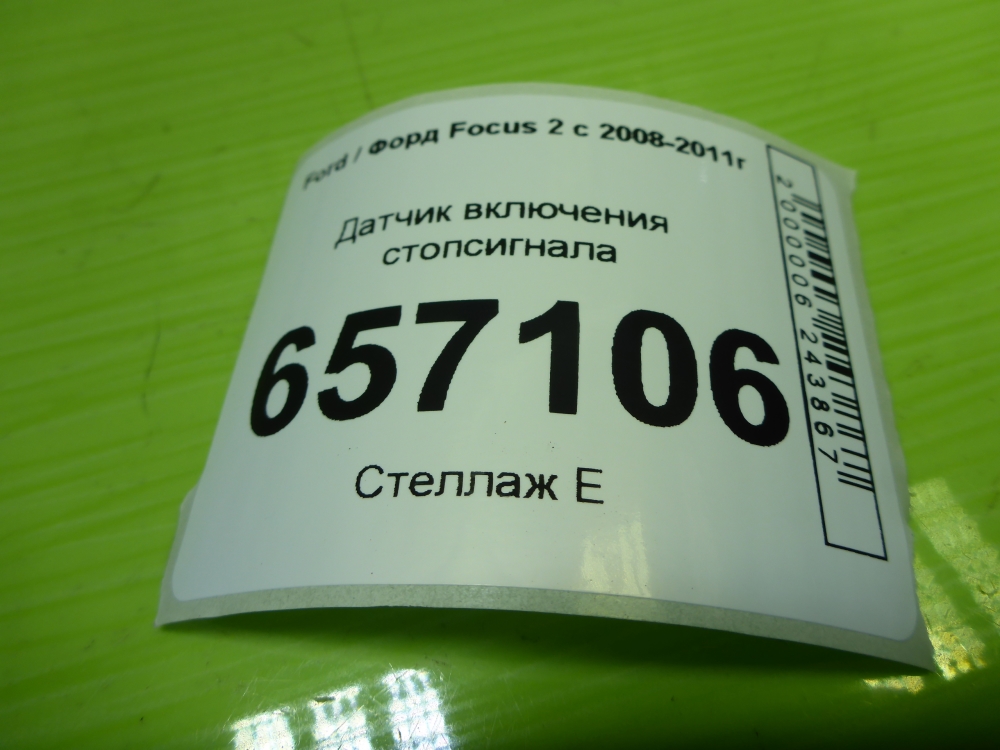 Ford / Форд Focus 2 с 2008-2011г
Датчик включения
стопсигнала
657106
Стеллаж Е
2000006243867